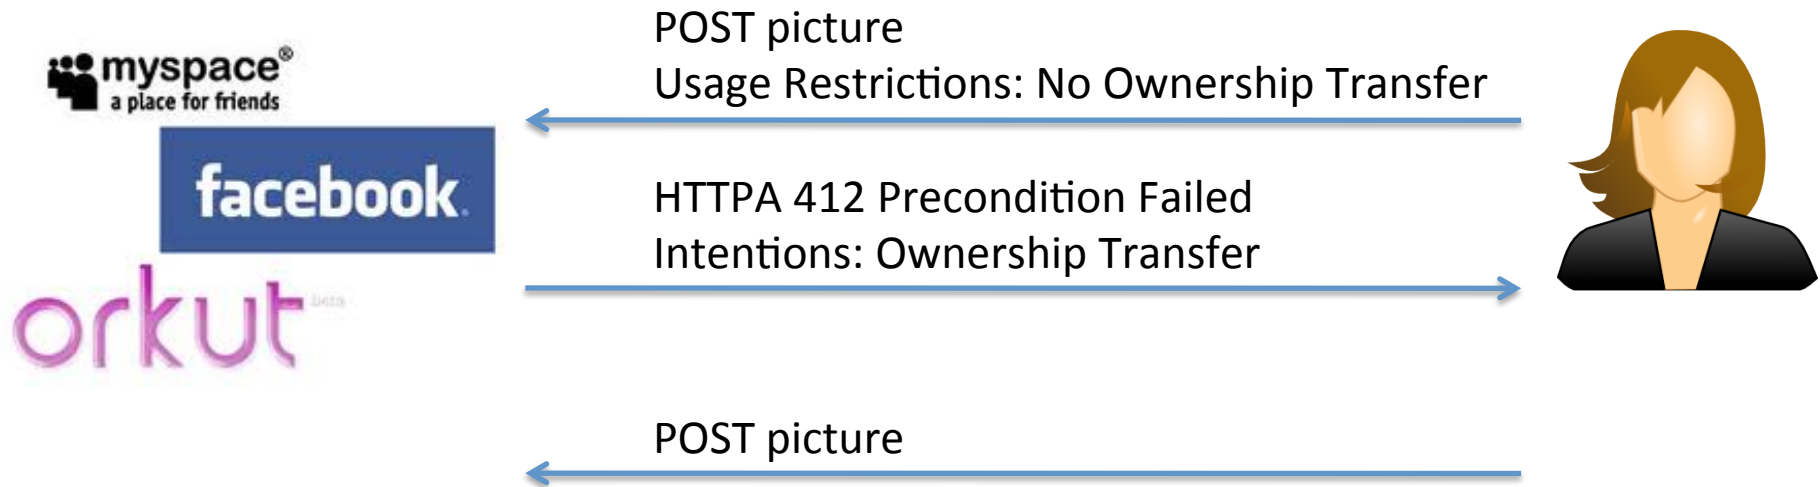 myspace®
a place for friends
facebook.
orkut beta
POST picture
Usage Restrictions: No Ownership Transfer
HTTPA 412 Precondition Failed
Intentions: Ownership Transfer
POST picture